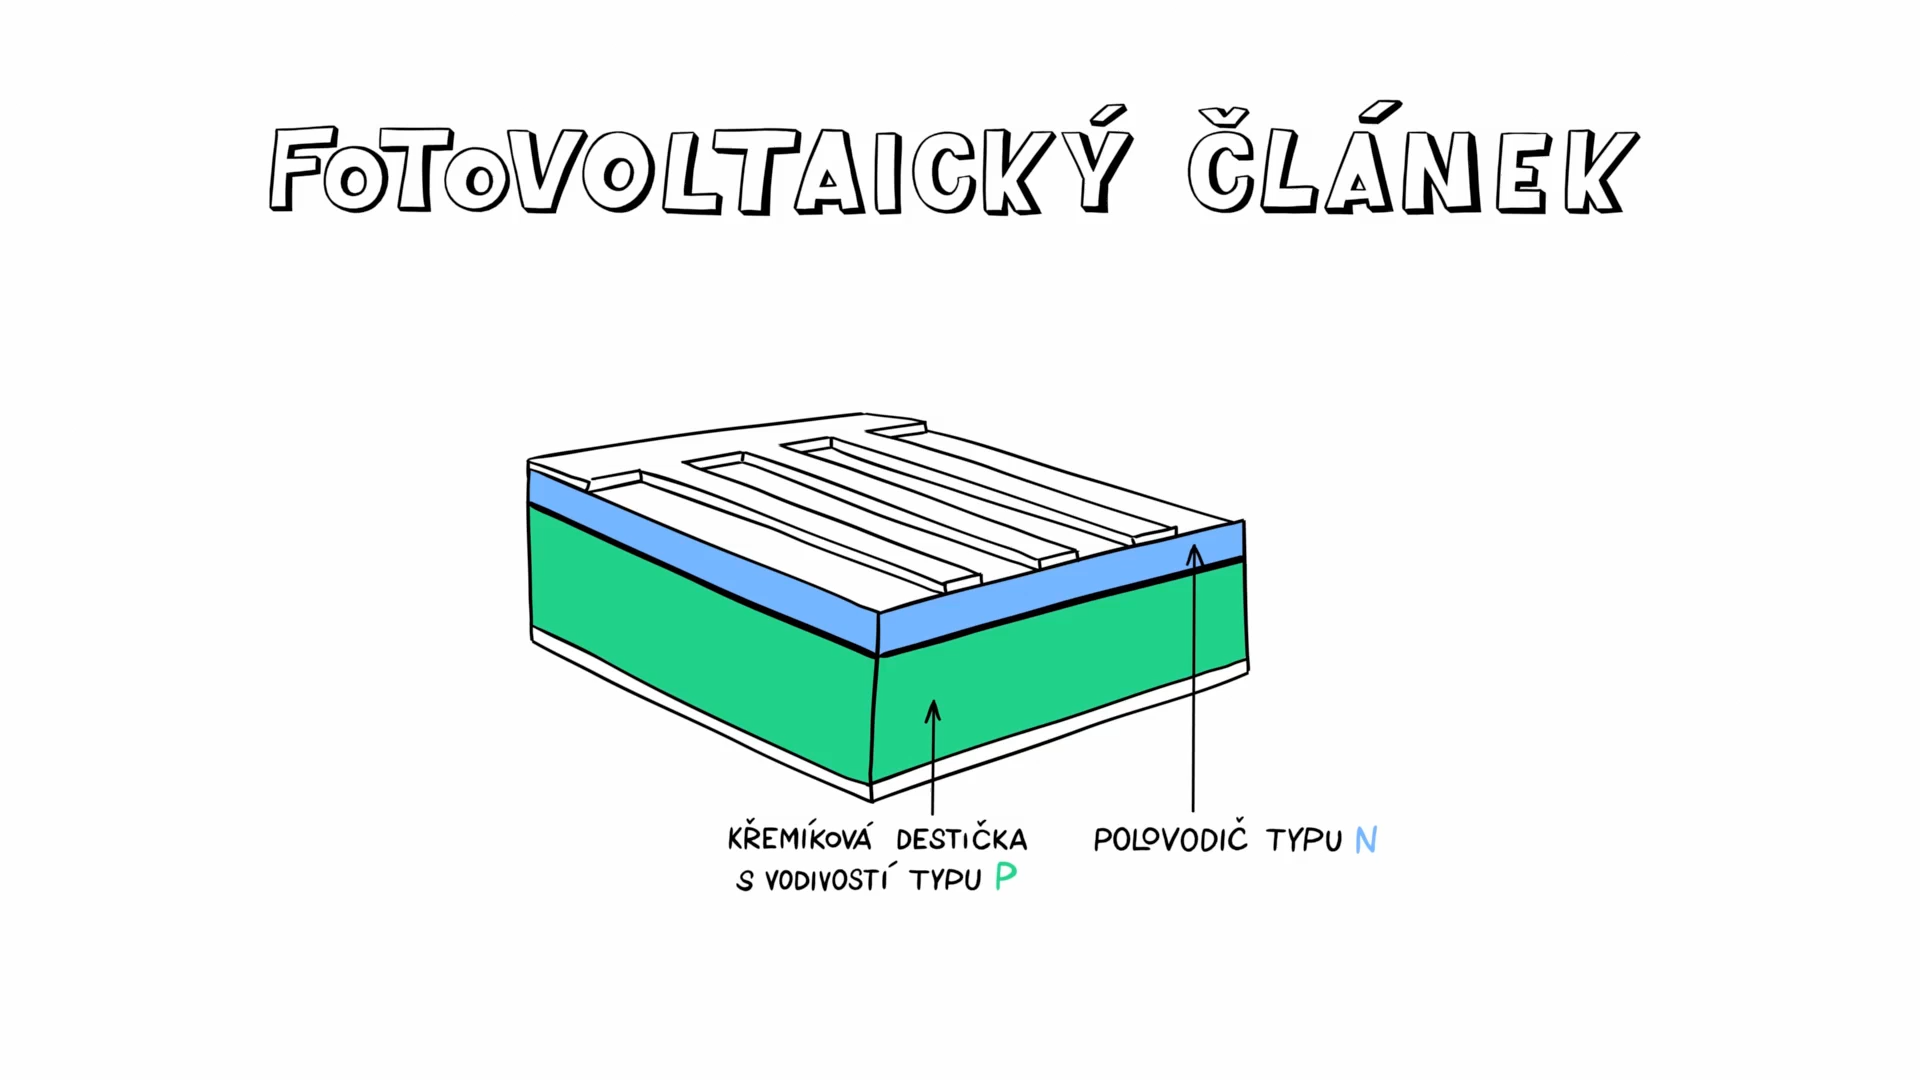 FOTOVOLTAICKÝ ČLÁNEK
KŘEMÍKOVÁ DESTIČKA
S VODIVOSTÍ TYPU P
POLOVODIČ TYPU N